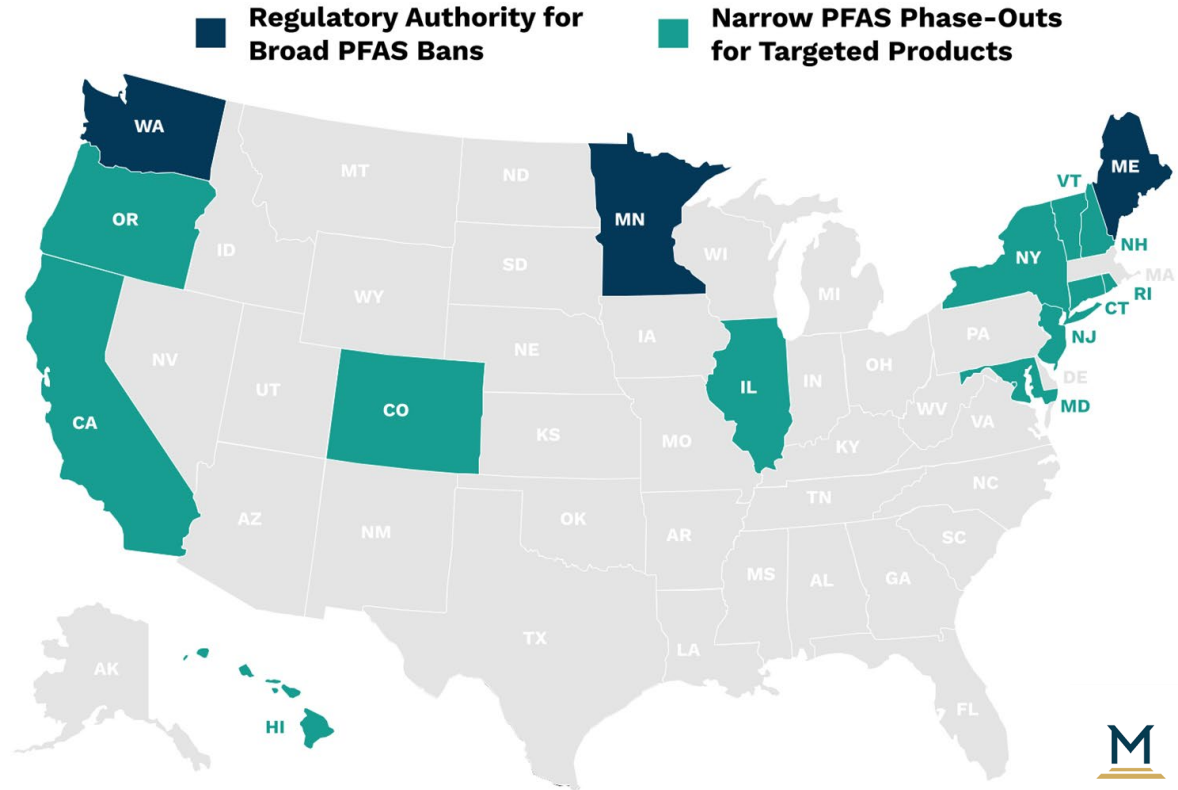 Regulatory Authority for
Broad PFAS Bans
Narrow PFAS Phase-Outs
for Targeted Products
WA
MT
ND
MN
ME
VT
OR
ID
SD
WI
NY
NH
MA
WY
MI
RI
CT
IA
PA
NJ
NV
NE
OH
UT
CO
IL
IN
DE
MD
CA
KS
MO
WV
VA
KY
NC
TN
AZ
NM
OK
AR
SC
MS
AL
GA
TX
LA
AK
FL
HI
M